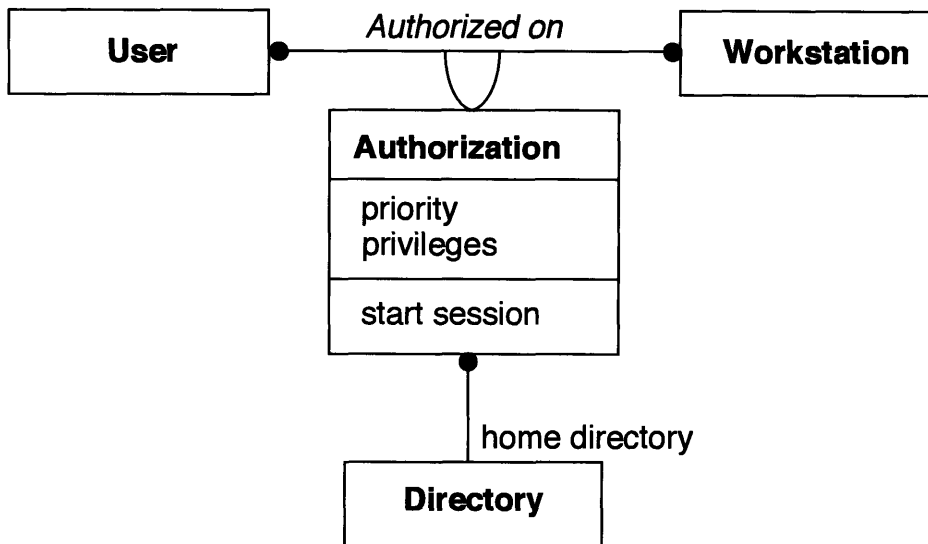 Authorized on
User
Workstation
Authorization
priority
privileges
start session
home directory
Directory